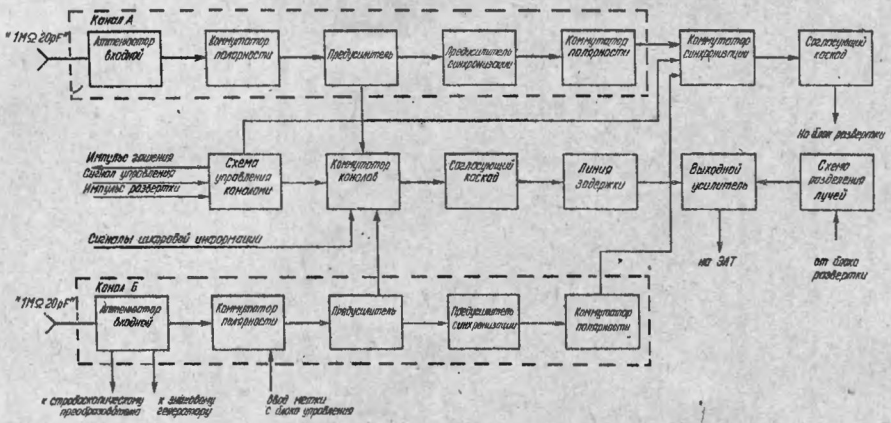 Канал А
"1MΩ 20pF"
Аттенюатор
входной
Коммутатор
полярности
Предусилитель
Предусилитель
синхронизации
Коммутатор
полярности
Коммутатор
синхронизации
Согласующий
каскад
На блок развертки
Импульс гашения
Сигнал управления
Импульс развертки
Схема
управления
каналами
Коммутатор
каналов
Согласующий
каскад
Линия
задержки
Выходной
усилитель
Схема
разделения
лучей
Сигналы цифровой информации
на ЭЛТ
от блока
развертки
Канал Б
"1MΩ 20pF"
Аттенюатор
входной
Коммутатор
полярности
Предусилитель
Предусилитель
синхронизации
Коммутатор
полярности
к стробоскопическому
преобразователю
к
генератору
ввод метки
с блока управления